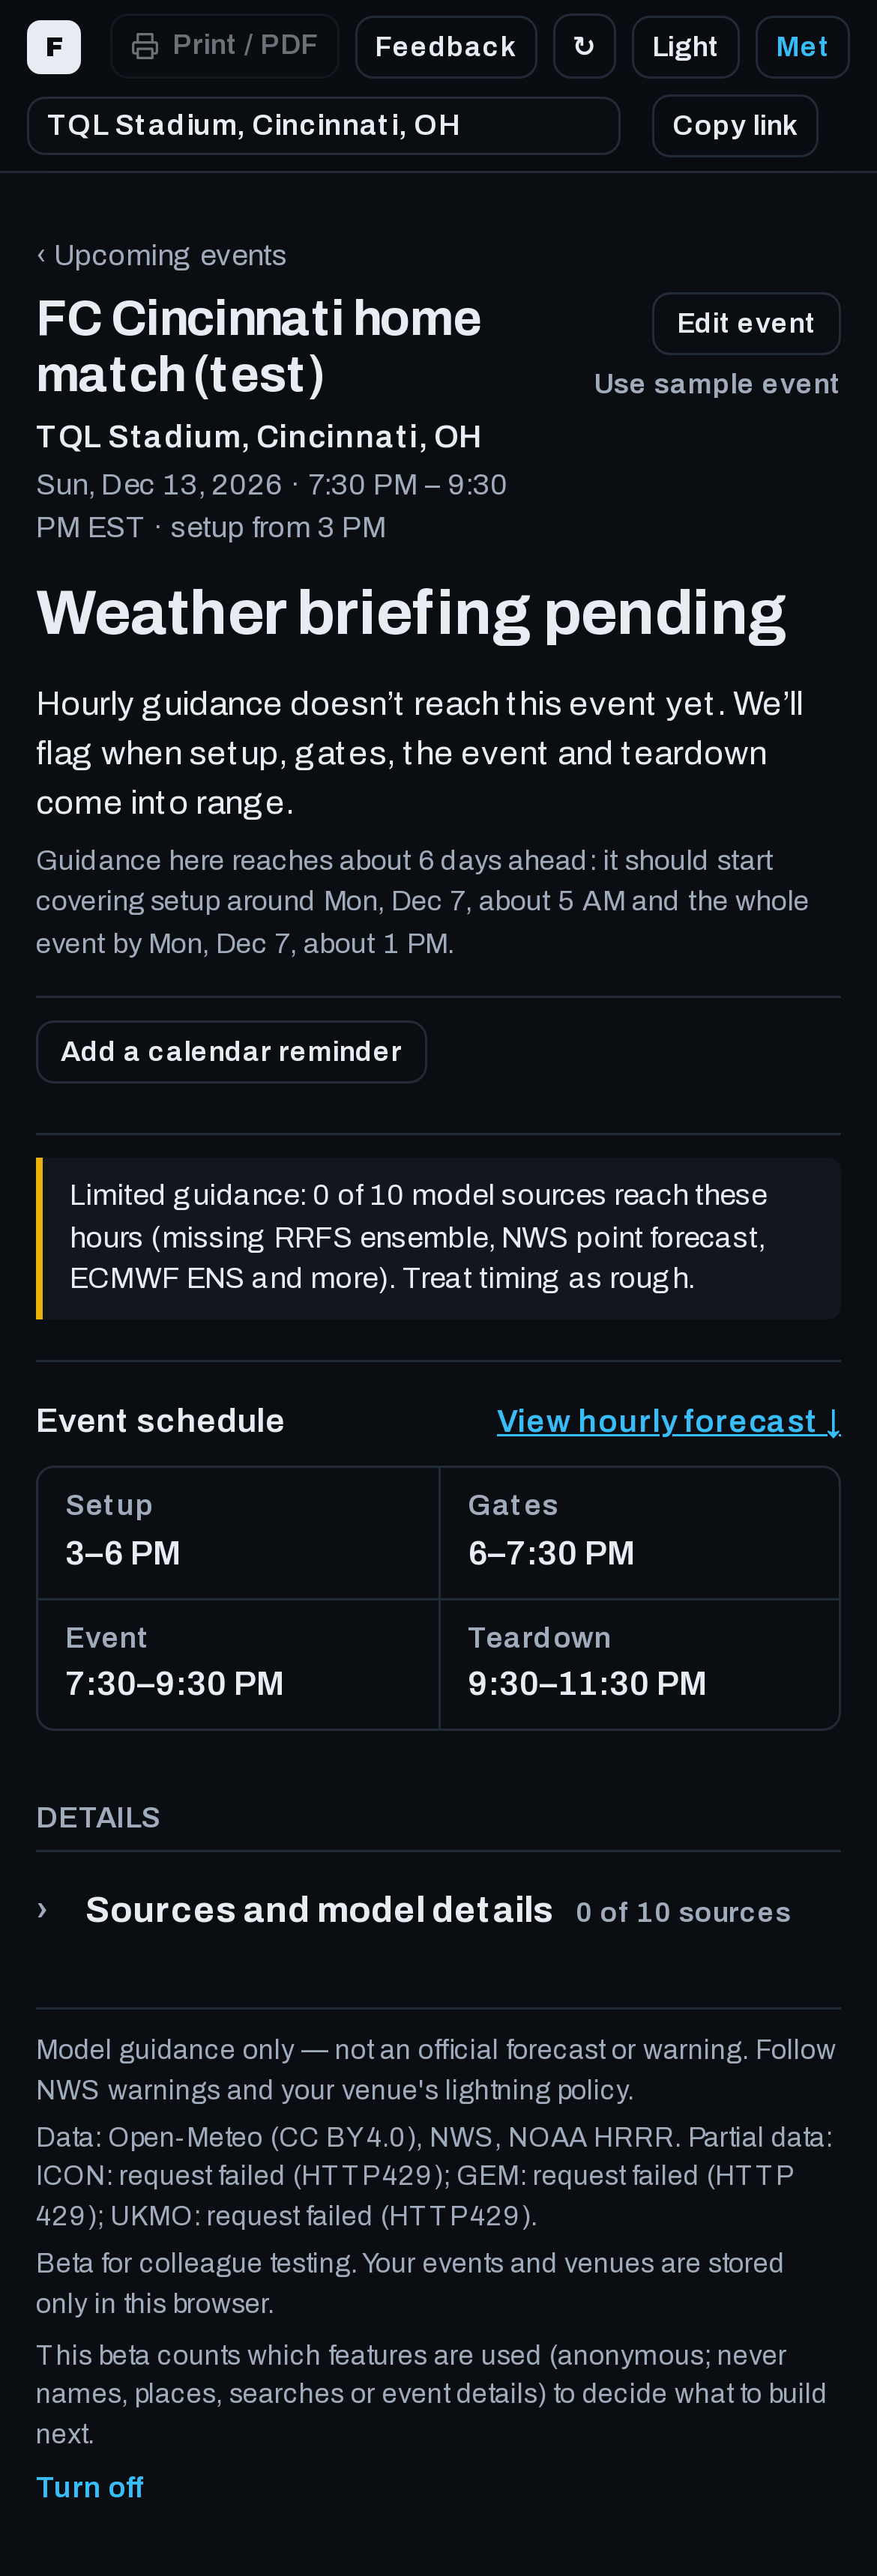 F
Print / PDF
Feedback
↻
Light
Met
TQL Stadium, Cincinnati, OH
Copy link
‹ Upcoming events
FC Cincinnati home
match (test)
Edit event
Use sample event
TQL Stadium, Cincinnati, OH
Sun, Dec 13, 2026 · 7:30 PM – 9:30
PM EST · setup from 3 PM
Weather briefing pending
Hourly guidance doesn’t reach this event yet. We’ll
flag when setup, gates, the event and teardown
come into range.
Guidance here reaches about 6 days ahead: it should start
covering setup around Mon, Dec 7, about 5 AM and the whole
event by Mon, Dec 7, about 1 PM.
Add a calendar reminder
Limited guidance: 0 of 10 model sources reach these
hours (missing RRFS ensemble, NWS point forecast,
ECMWF ENS and more). Treat timing as rough.
Event schedule
View hourly forecast ↓
Setup
3–6 PM
Gates
6–7:30 PM
Event
7:30–9:30 PM
Teardown
9:30–11:30 PM
DETAILS
› Sources and model details 0 of 10 sources
Model guidance only — not an official forecast or warning. Follow
NWS warnings and your venue's lightning policy.
Data: Open-Meteo (CC BY 4.0), NWS, NOAA HRRR. Partial data:
ICON: request failed (HTTP 429); GEM: request failed (HTTP
429); UKMO: request failed (HTTP 429).
Beta for colleague testing. Your events and venues are stored
only in this browser.
This beta counts which features are used (anonymous; never
names, places, searches or event details) to decide what to build
next.
Turn off